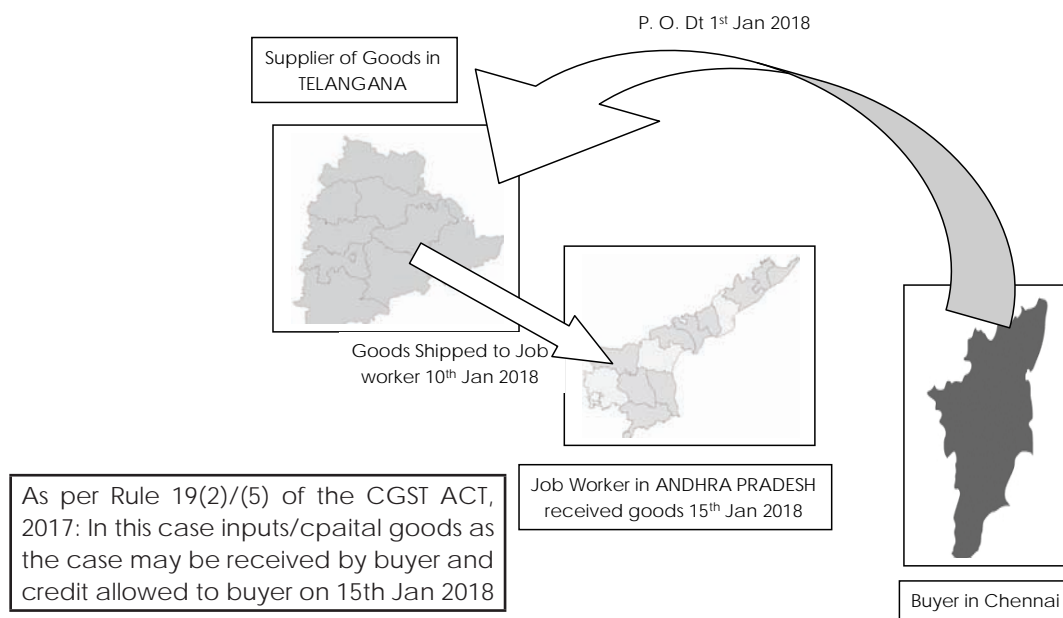 P. O. Dt 1st Jan 2018
Supplier of Goods in
TELANGANA
Goods Shipped to Job
worker 10th Jan 2018
Job Worker in ANDHRA PRADESH
received goods 15th Jan 2018
As per Rule 19(2)/(5) of the CGST ACT,
2017: In this case inputs/cpaital goods as
the case may be received by buyer and
credit allowed to buyer on 15th Jan 2018
Buyer in Chennai